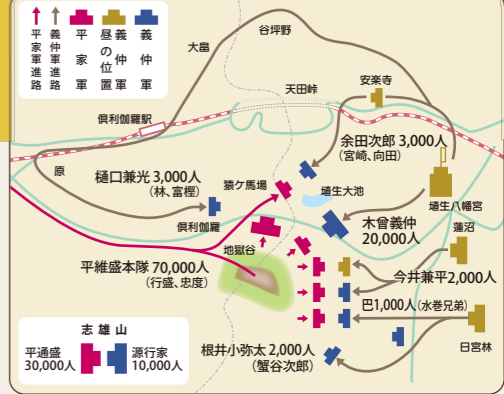 平家軍進路
義仲軍進路
平家軍
義仲軍
昼の位置
義仲軍
谷坪野
大畠
安楽寺
天田峠
倶利伽羅駅
余田次郎 3,000人
(宮崎、向田)
原
樋口兼光 3,000人
(林、富樫)
猿ケ馬場
埴生大池
埴生八幡宮
倶利伽羅
木曾義仲
20,000人
蓮沼
地獄谷
平維盛本隊 70,000人
(行盛、忠度)
今井兼平2,000人
巴1,000人(水巻兄弟)
日宮林
根井小弥太 2,000人
(蟹谷次郎)
志雄山
平通盛
30,000人
源行家
10,000人